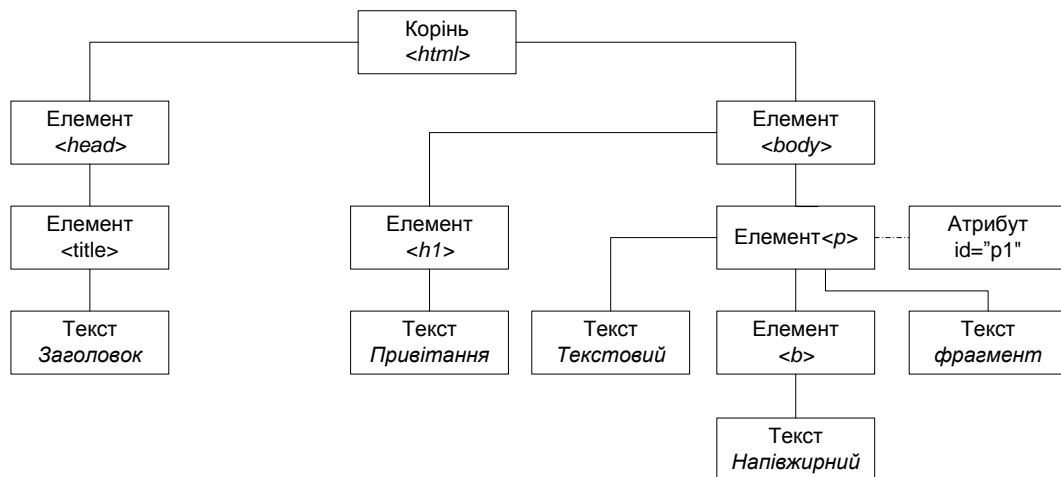 Корінь
<html>
Елемент
<head>
Елемент
<body>
Елемент
<title>
Елемент
<h1>
Елемент<p>
Атрибут
id=”p1"
Текст
Заголовок
Текст
Привітання
Текст
Текстовий
Елемент
<b>
Текст
фрагмент
Текст
Напівжирний